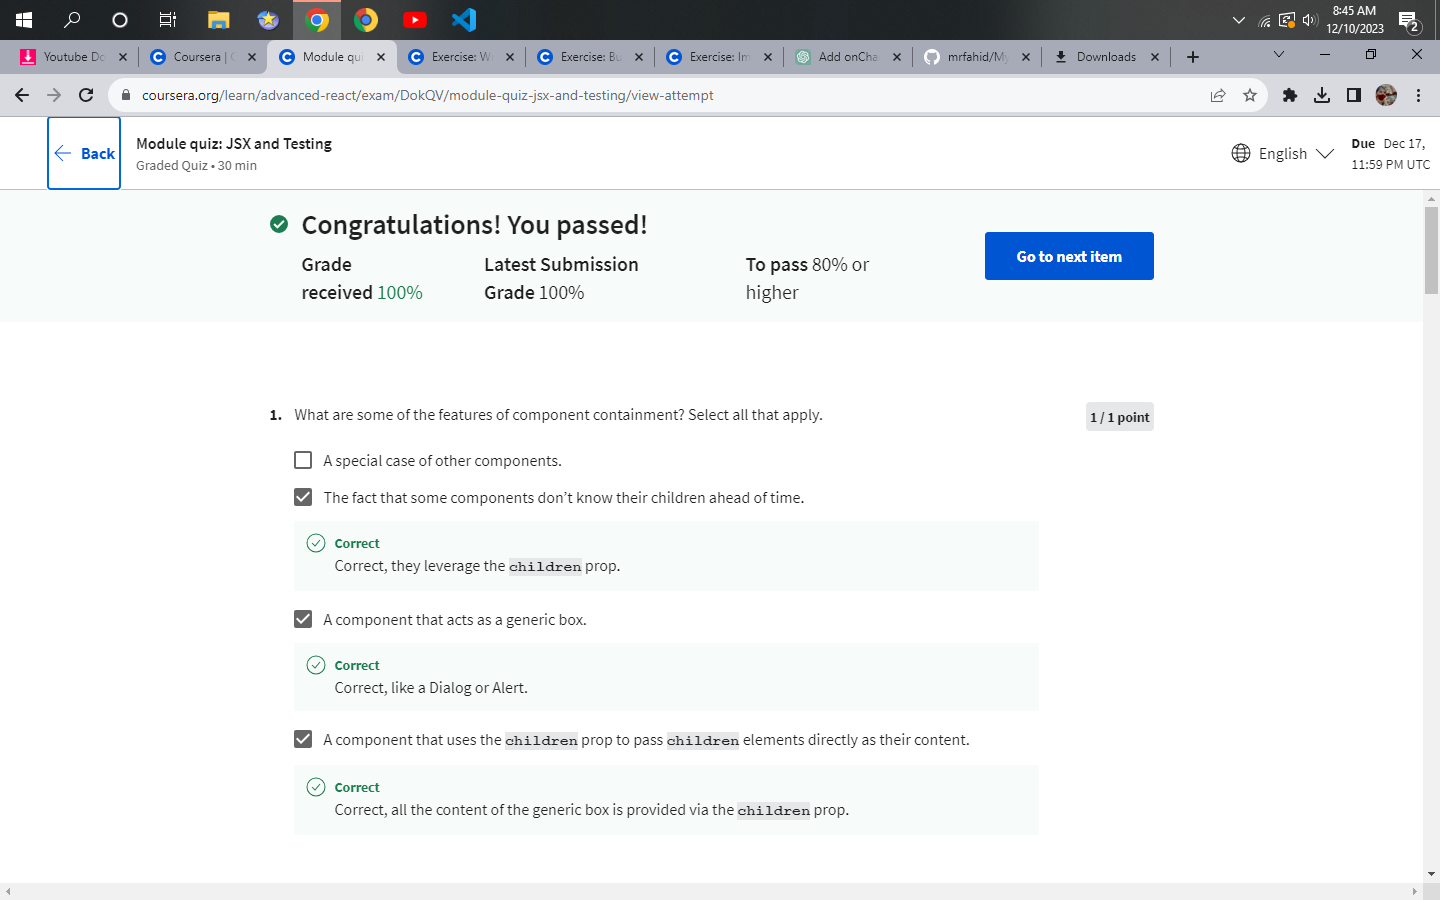 8:45 AM
12/10/2023
2
Youtube Do
Coursera | C
Module qui
Exercise: W
Exercise: Bu
Exercise: Im
Add onCha
mrfahid/My
Downloads
coursera.org/learn/advanced-react/exam/DokQV/module-quiz-jsx-and-testing/view-attempt
Back
Module quiz: JSX and Testing
Graded Quiz • 30 min
English
Due Dec 17,
11:59 PM UTC
Congratulations! You passed!
Grade
received 100%
Latest Submission
Grade 100%
To pass 80% or
higher
Go to next item
1. What are some of the features of component containment? Select all that apply.
1 / 1 point
A special case of other components.
The fact that some components don’t know their children ahead of time.
Correct
Correct, they leverage the children prop.
A component that acts as a generic box.
Correct
Correct, like a Dialog or Alert.
A component that uses the children prop to pass children elements directly as their content.
Correct
Correct, all the content of the generic box is provided via the children prop.